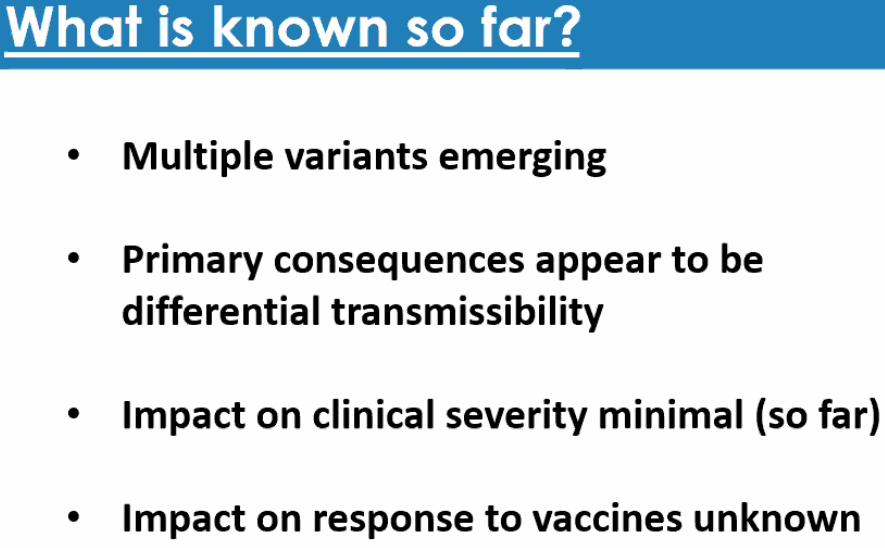 What is known so far?
• Multiple variants emerging
• Primary consequences appear to be
differential transmissibility
• Impact on clinical severity minimal (so far)
• Impact on response to vaccines unknown